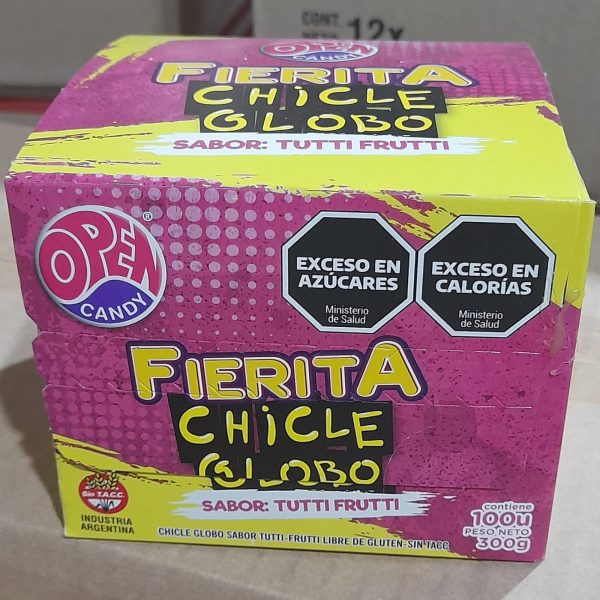 CONT.
NETO 12x
OPEN
CANDY
FIERITA
CHICLE
GLOBO
SABOR: TUTTI FRUTTI
OPEN
CANDY
®
EXCESO EN
AZÚCARES
Ministerio
de Salud
EXCESO EN
CALORÍAS
Ministerio
de Salud
FIERITA
CHICLE
GLOBO
SABOR: TUTTI FRUTTI
Sin T.A.C.C.
INDUSTRIA
ARGENTINA
contiene
100u
PESO NETO
300g
CHICLE GLOBO SABOR TUTTI-FRUTTI LIBRE DE GLUTEN-SIN TACC